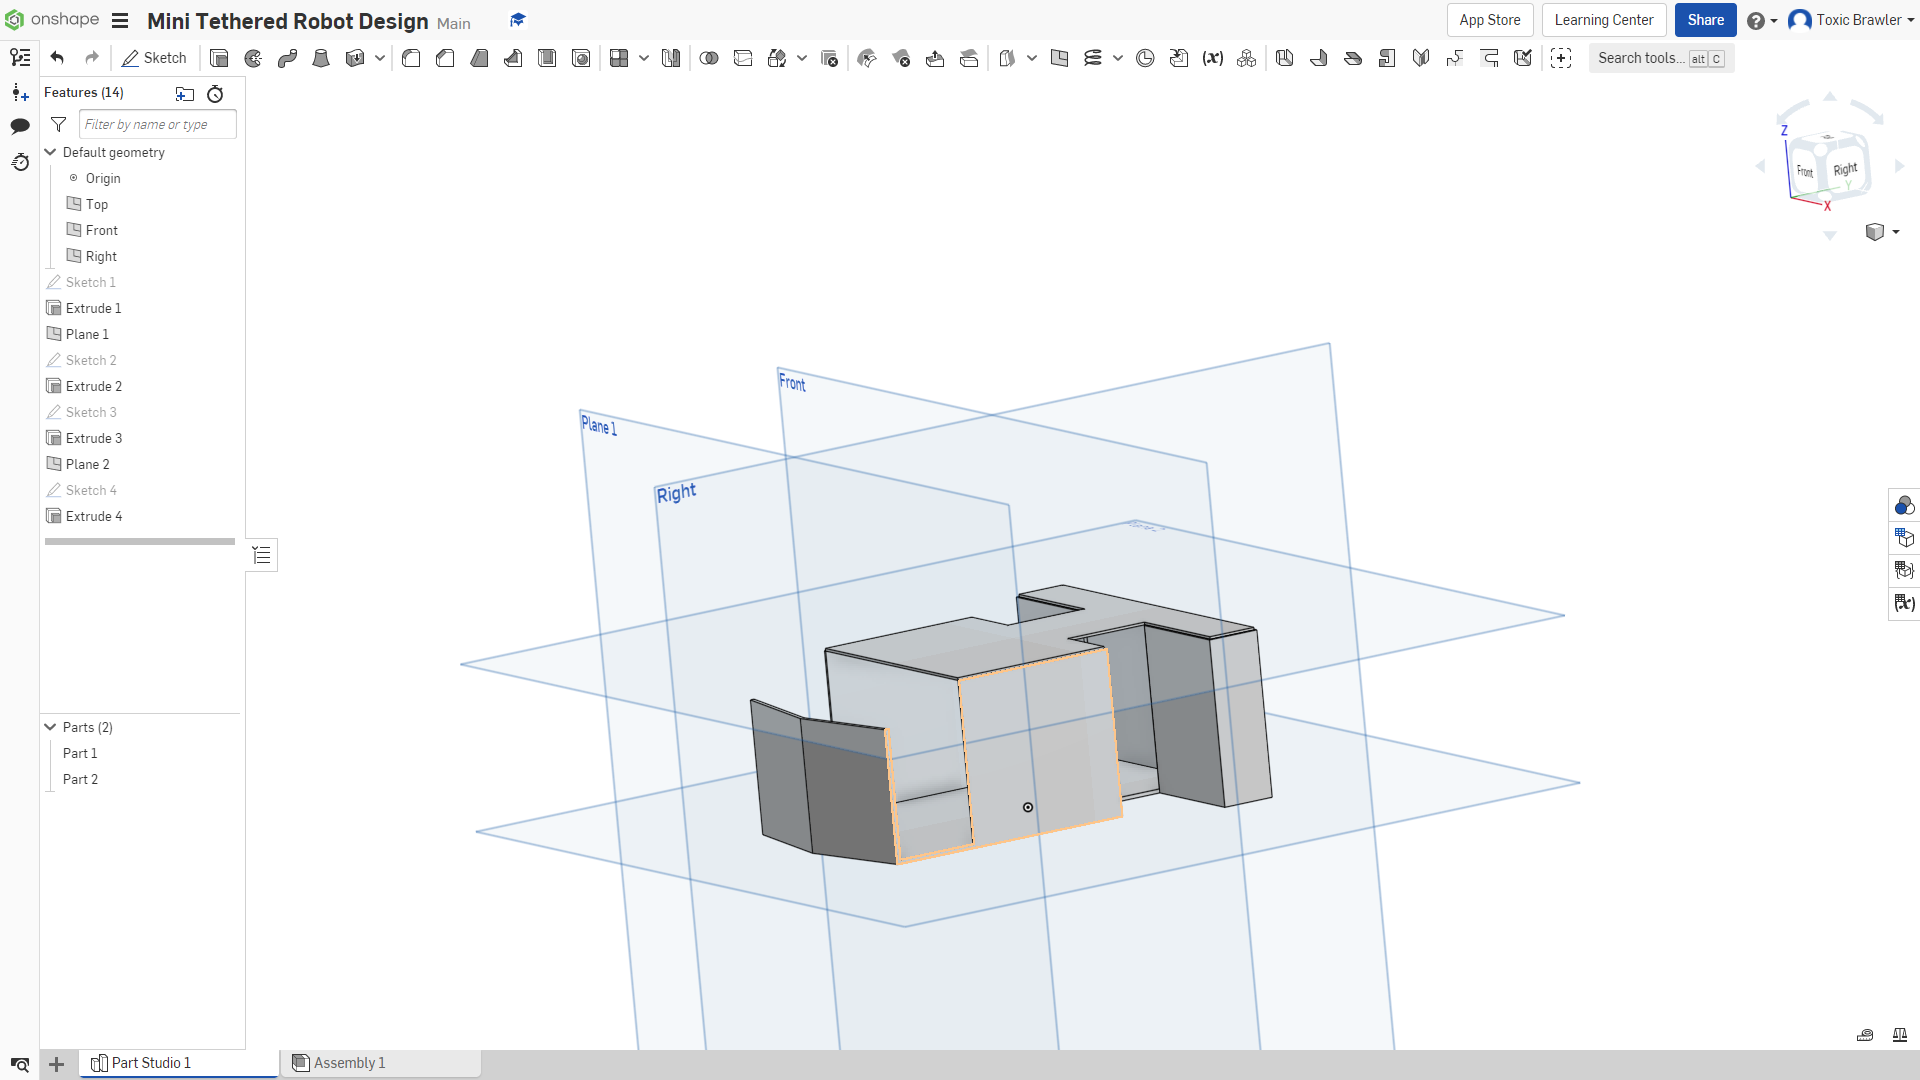 onshape Mini Tethered Robot Design Main App Store Learning Center Share Toxic Brawler
Sketch Search tools... alt C
Features (14)
Filter by name or type
Default geometry
Origin
Top
Front
Right
Sketch 1
Extrude 1
Plane 1
Sketch 2
Extrude 2
Sketch 3
Extrude 3
Plane 2
Sketch 4
Extrude 4
Parts (2)
Part 1
Part 2
Front
Plane 1
Right
Z
Front Right
Y
X
Part Studio 1 Assembly 1